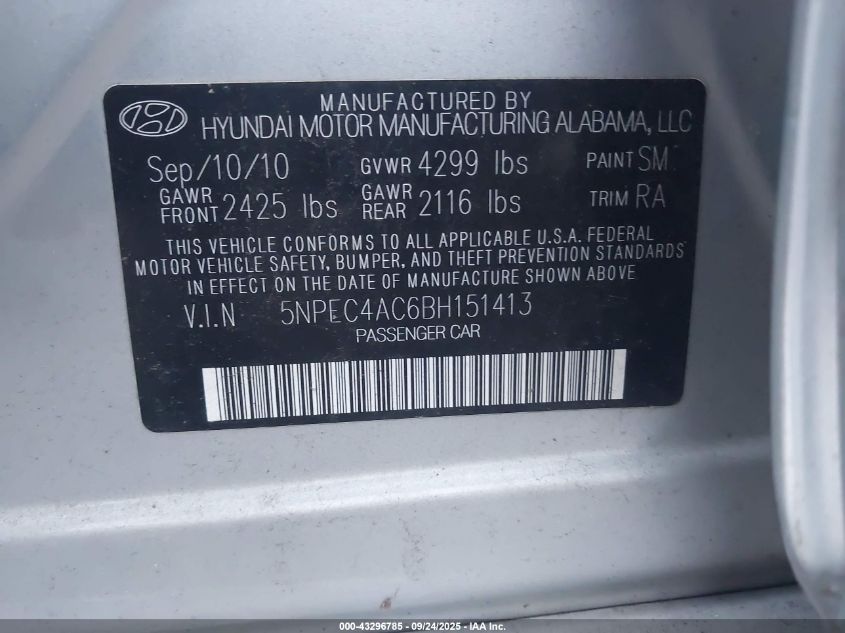 MANUFACTURED BY
HYUNDAI MOTOR MANUFACTURING ALABAMA, LLC
Sep/10/10 GVWR 4299 lbs PAINT SM
GAWR FRONT 2425 lbs GAWR REAR 2116 lbs TRIM RA
THIS VEHICLE CONFORMS TO ALL APPLICABLE U.S.A. FEDERAL
MOTOR VEHICLE SAFETY, BUMPER, AND THEFT PREVENTION STANDARDS
IN EFFECT ON THE DATE OF MANUFACTURE SHOWN ABOVE
V.I.N 5NPEC4AC6BH151413
PASSENGER CAR
000-43296785 - 09/24/2025 - IAA Inc.